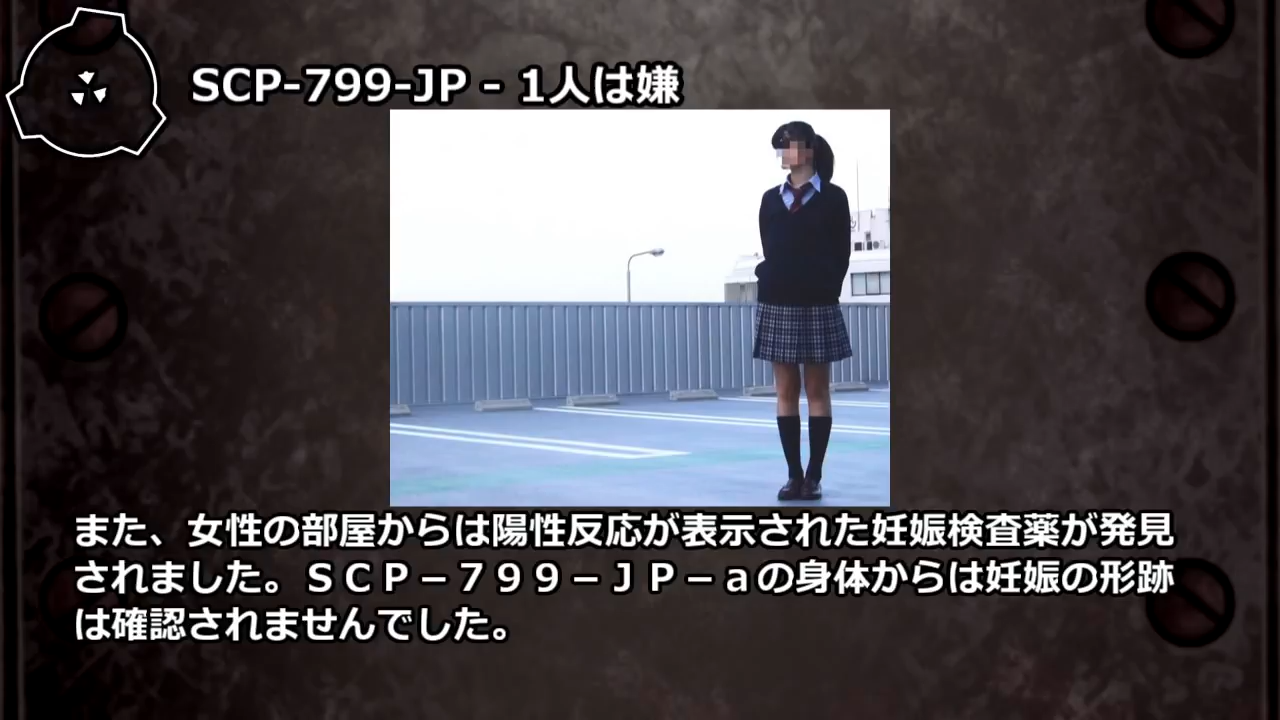 SCP-799-JP - 1人は嫌
また、女性の部屋からは陽性反応が表示された妊娠検査薬が発見
されました。ＳＣＰ－７９９－ＪＰ－ａの身体からは妊娠の形跡
は確認されませんでした。